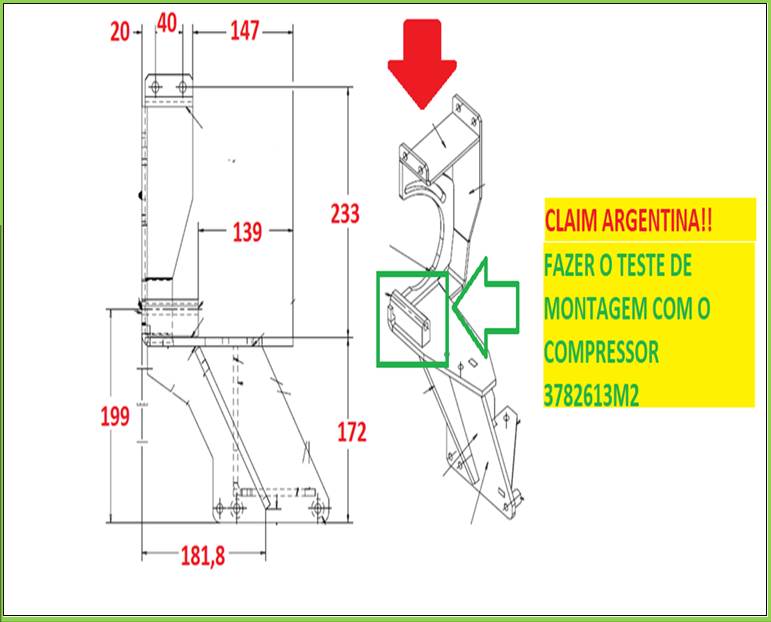 20
40
147
233
139
199
172
181,8
CLAIM ARGENTINA!!
FAZER O TESTE DE
MONTAGEM COM O
COMPRESSOR
3782613M2